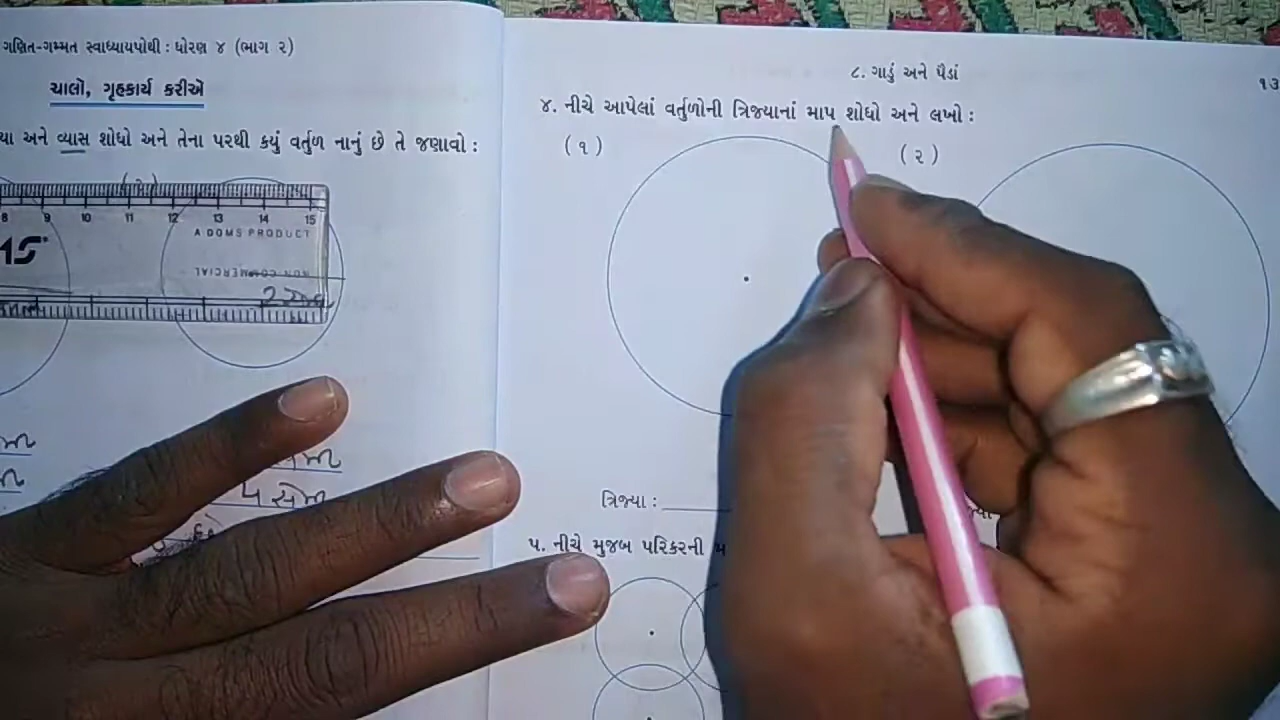 ગણિત-ગમ્મત સ્વાધ્યાયપોથી : ધોરણ ૪ (ભાગ ૨)
ચાલો, ગૃહકાર્ય કરીએ
અને વ્યાસ શોધો અને તેના પરથી કયું વર્તુળ નાનું છે તે જણાવો :
8 9 10 11 12 13 14 15
A DOMS PRODUCT
NON COMMERCIAL
૫ સેમી
૮. ગાડું અને પૈડાં
૪. નીચે આપેલાં વર્તુળોની ત્રિજ્યાનાં માપ શોધો અને લખો :
(૧)
(૨)
ત્રિજ્યા :
૫. નીચે મુજબ પરિકરની